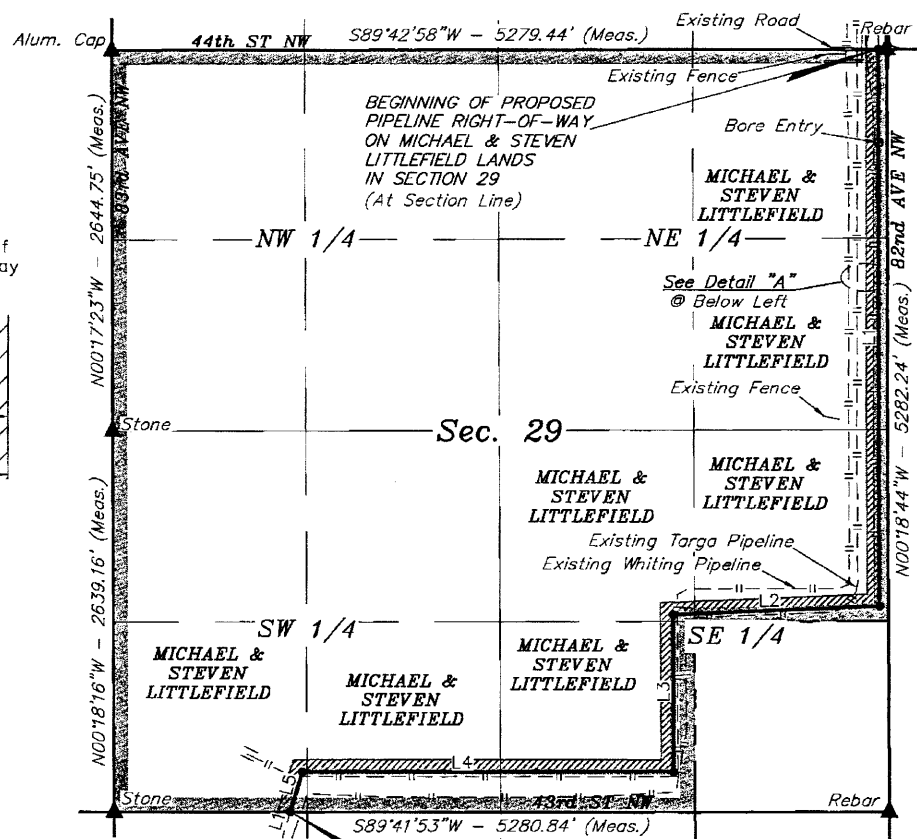 Alum. Cap
44th ST NW
S89°42'58"W - 5279.44' (Meas.)
Existing Road
Rebar
Existing Fence
BEGINNING OF PROPOSED
PIPELINE RIGHT-OF-WAY
ON MICHAEL & STEVEN
LITTLEFIELD LANDS
IN SECTION 29
(At Section Line)
Bore Entry
83rd AVE NW
N00°17'23"W - 2644.75' (Meas.)
MICHAEL &
STEVEN
LITTLEFIELD
82nd AVE NW
NW 1/4
NE 1/4
See Detail "A"
@ Below Left
MICHAEL &
STEVEN
LITTLEFIELD
N00°18'44"W - 5282.24' (Meas.)
Existing Fence
Stone
Sec. 29
MICHAEL &
STEVEN
LITTLEFIELD
MICHAEL &
STEVEN
LITTLEFIELD
Existing Targa Pipeline
Existing Whiting Pipeline
L2
N00°18'16"W - 2639.16' (Meas.)
SW 1/4
SE 1/4
MICHAEL &
STEVEN
LITTLEFIELD
MICHAEL &
STEVEN
LITTLEFIELD
MICHAEL &
STEVEN
LITTLEFIELD
L3
L4
L5
L1
Stone
43rd ST NW
Rebar
S89°41'53"W - 5280.84' (Meas.)